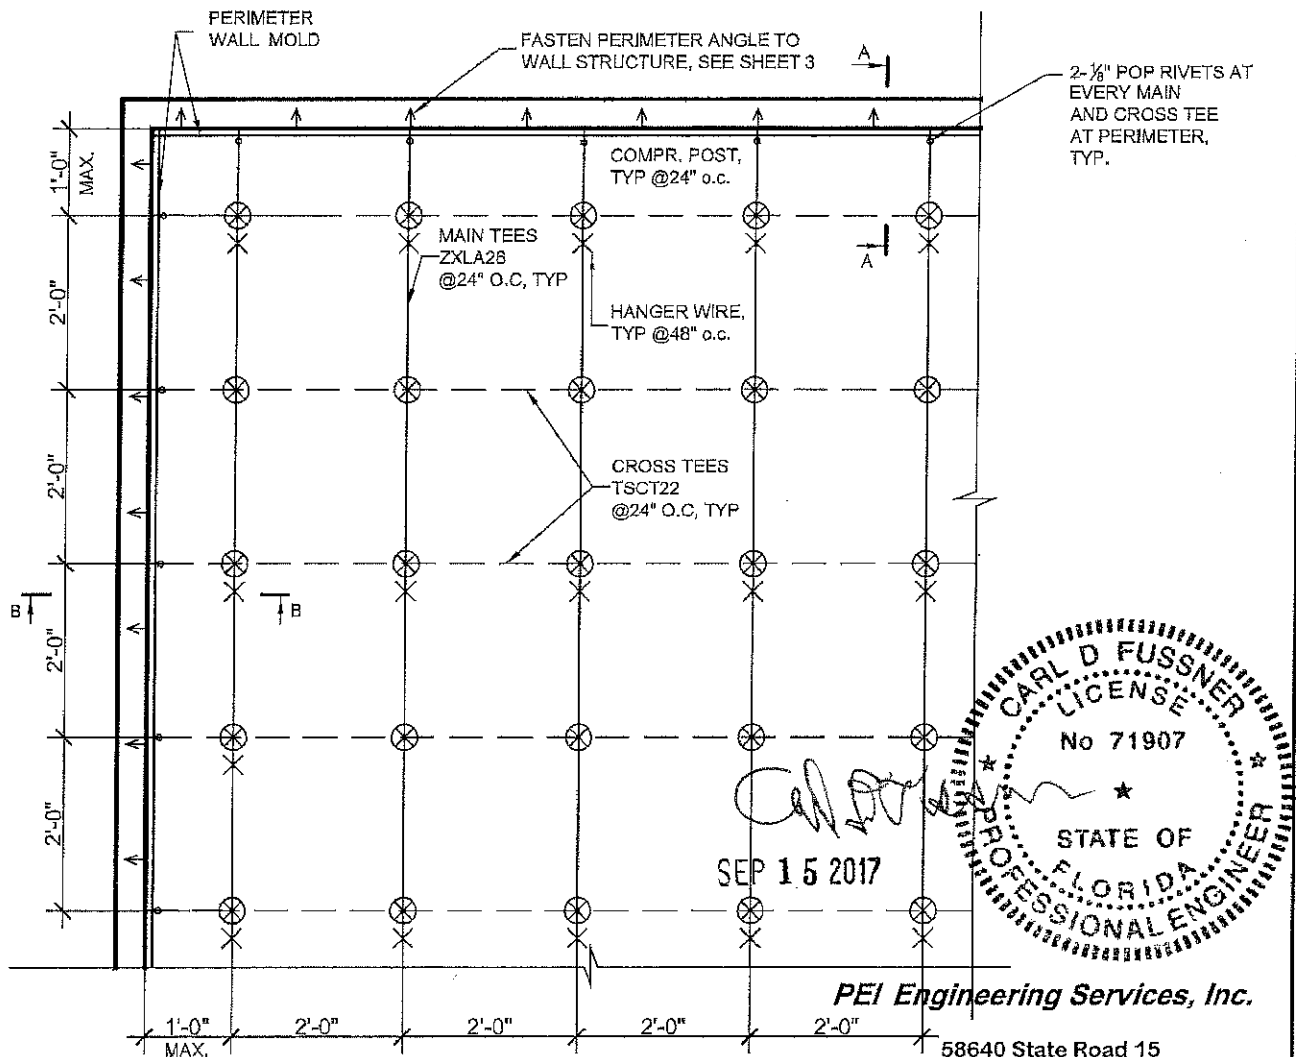 PERIMETER
WALL MOLD
FASTEN PERIMETER ANGLE TO
WALL STRUCTURE, SEE SHEET 3
A
2-⅛" POP RIVETS AT
EVERY MAIN
AND CROSS TEE
AT PERIMETER,
TYP.
1'-0"
MAX.
COMPR. POST,
TYP @24" o.c.
MAIN TEES
ZXLA28
@24" O.C, TYP
A
2'-0"
HANGER WIRE,
TYP @48" o.c.
2'-0"
CROSS TEES
TSCT22
@24" O.C, TYP
B
B
2'-0"
2'-0"
CARL D FUSSNER
LICENSE
No 71907
STATE OF
FLORIDA
PROFESSIONAL ENGINEER
SEP 15 2017
PEI Engineering Services, Inc.
1'-0"
MAX.
2'-0"
2'-0"
2'-0"
2'-0"
58640 State Road 15